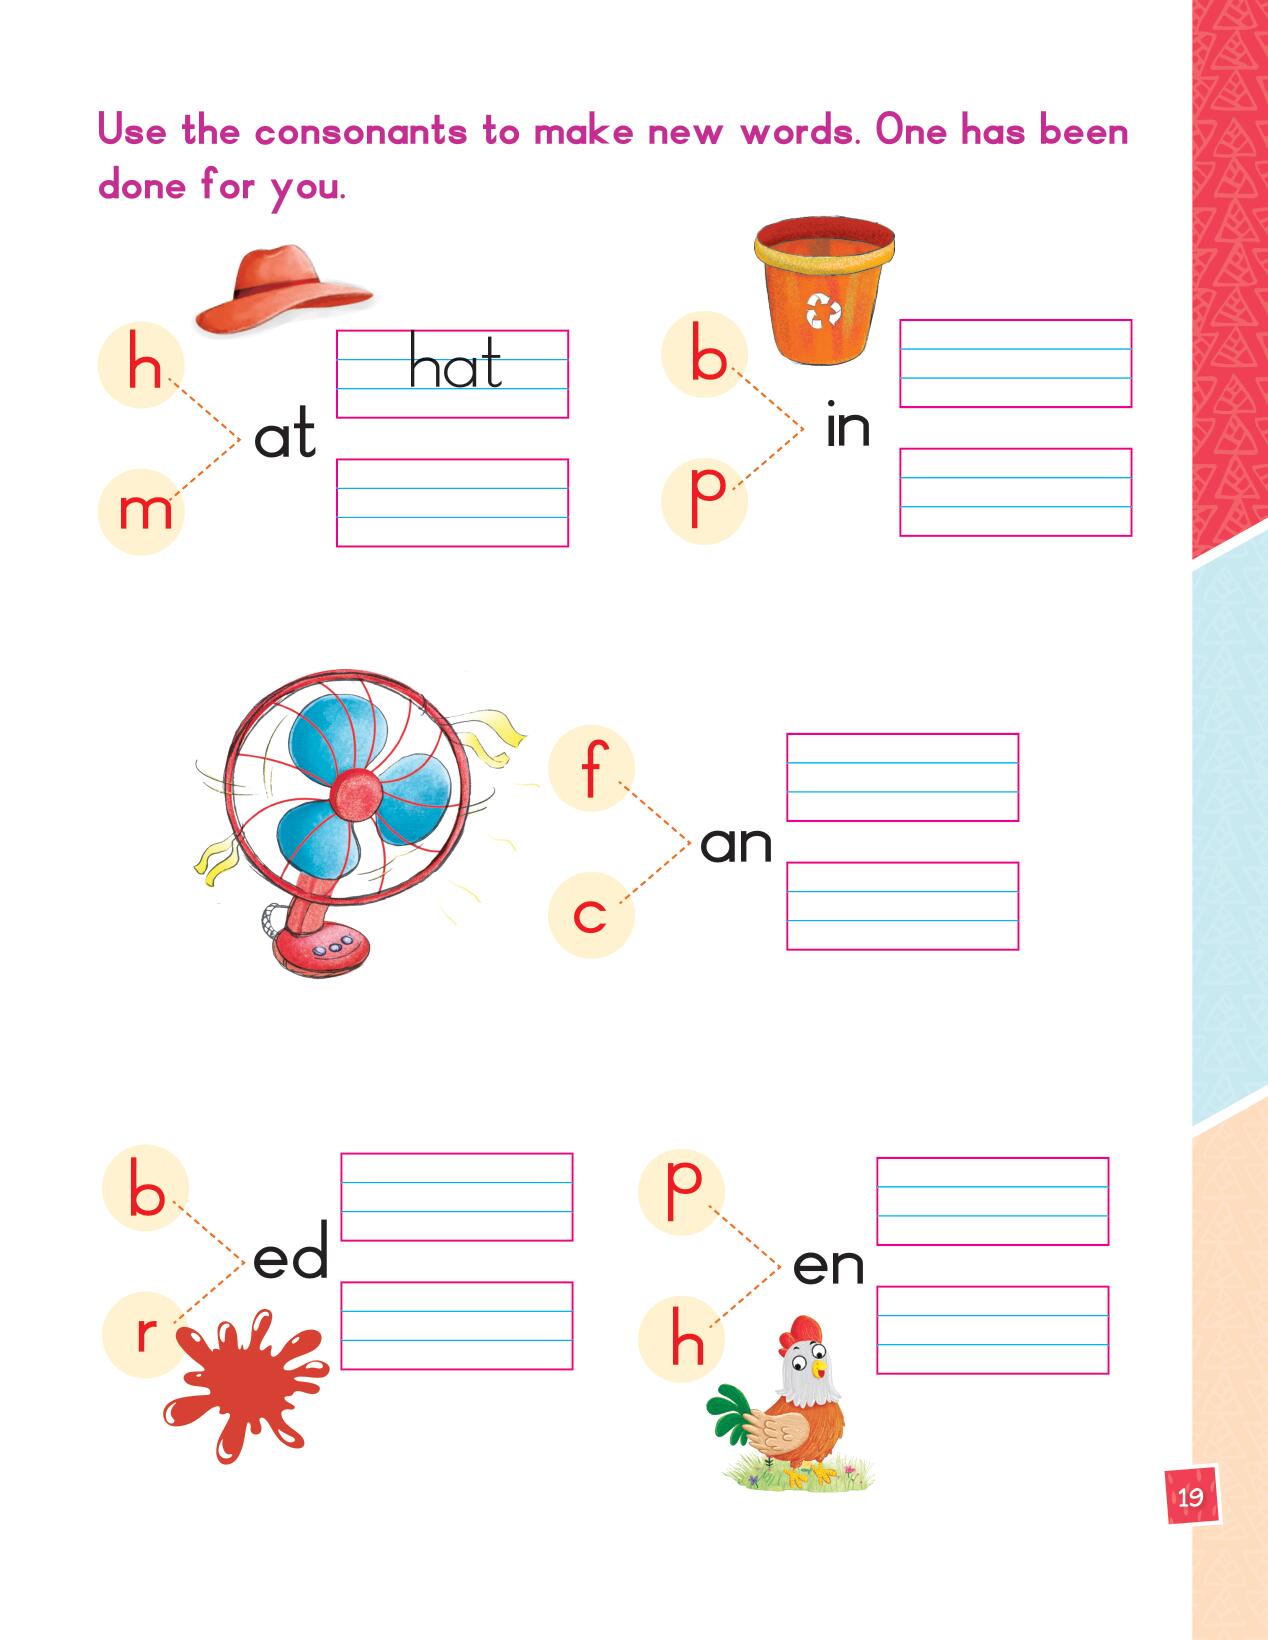 Use the consonants to make new words. One has been
done for you.
h
hat
at
m
b
in
p
f
an
c
b
ed
r
p
en
h
19